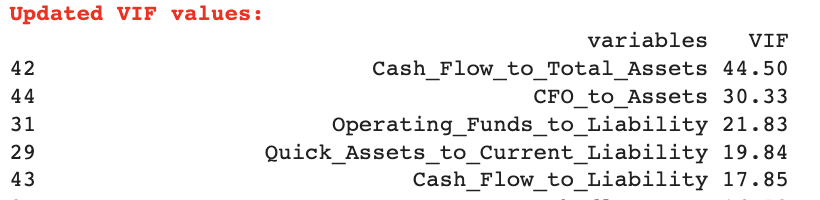 Updated VIF values:
variables VIF
42 Cash_Flow_to_Total_Assets 44.50
44 CFO_to_Assets 30.33
31 Operating_Funds_to_Liability 21.83
29 Quick_Assets_to_Current_Liability 19.84
43 Cash_Flow_to_Liability 17.85